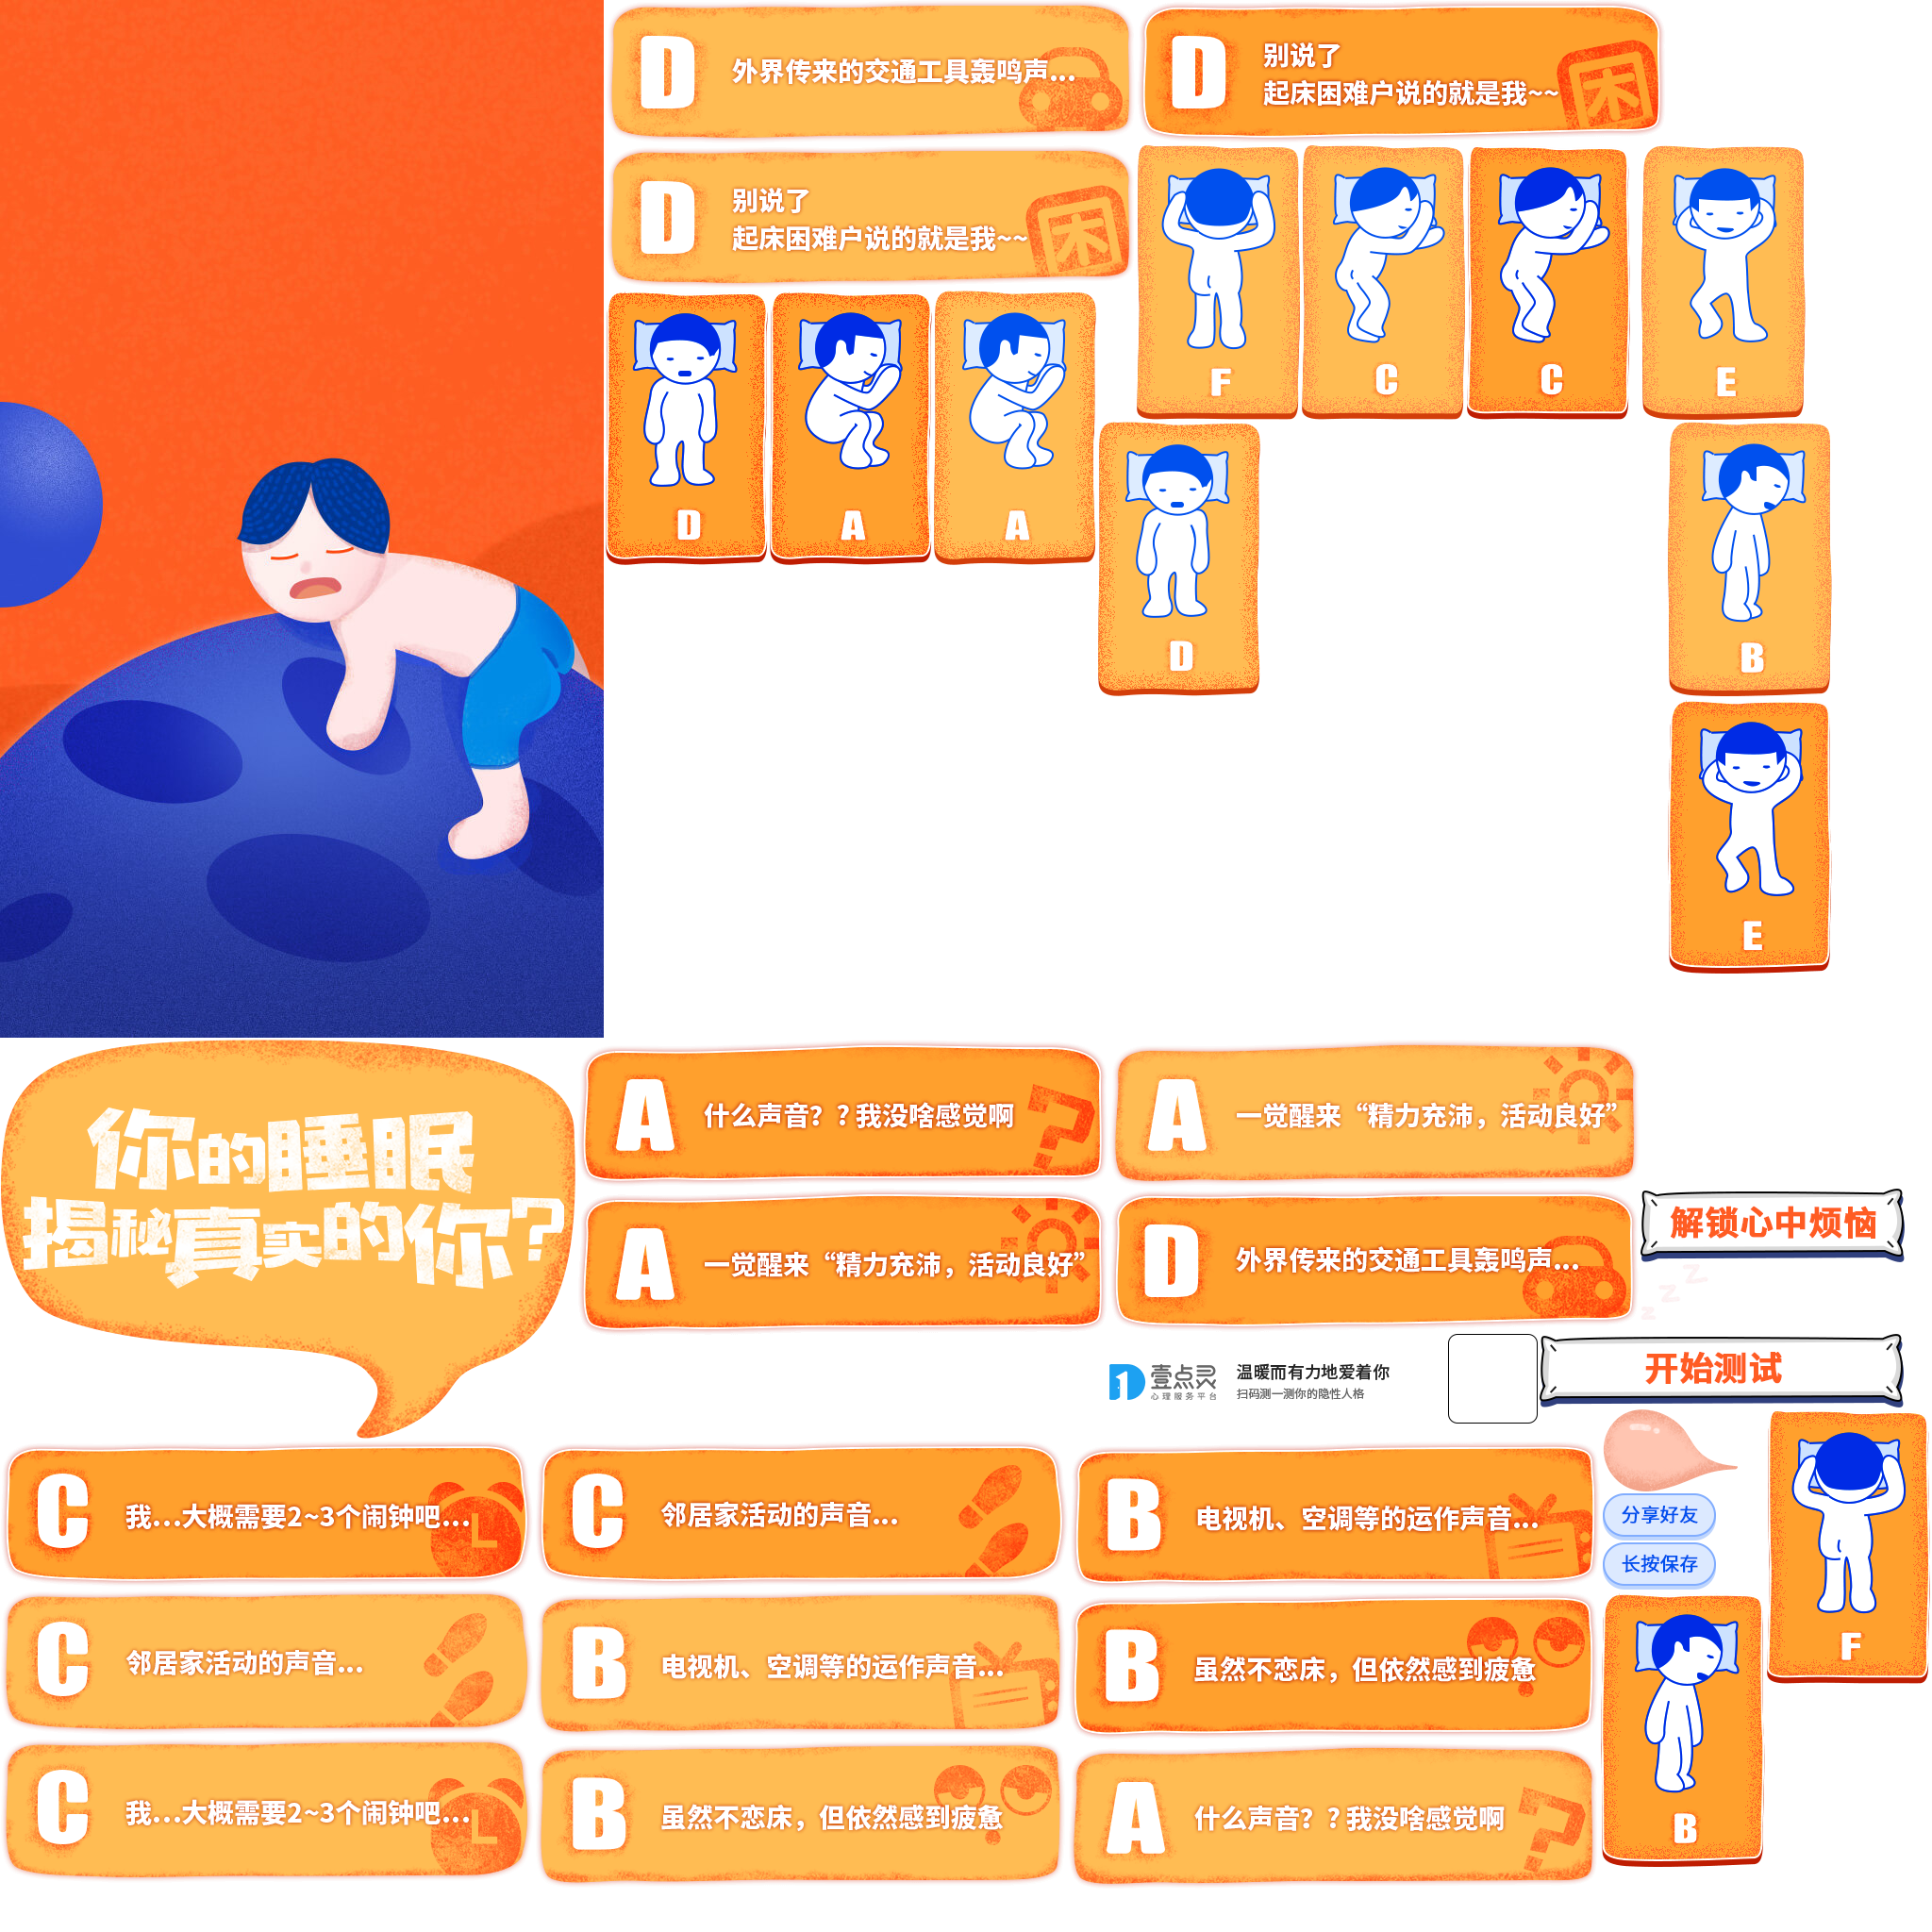 D
外界传来的交通工具轰鸣声...
D
别说了
起床困难户说的就是我~~
困
D
别说了
起床困难户说的就是我~~
困
F
C
C
E
D
A
A
D
B
E
你的睡眠
揭秘真实的你?
A
什么声音？？我没啥感觉啊
?
A
一觉醒来“精力充沛，活动良好”
A
一觉醒来“精力充沛，活动良好”
D
外界传来的交通工具轰鸣声...
解锁心中烦恼
z z z
壹点灵
心理服务平台
温暖而有力地爱着你
扫码测一测你的隐性人格
开始测试
C
我...大概需要2~3个闹钟吧...
C
邻居家活动的声音...
B
电视机、空调等的运作声音...
分享好友
长按保存
F
C
邻居家活动的声音...
B
电视机、空调等的运作声音...
B
虽然不恋床，但依然感到疲惫
B
C
我...大概需要2~3个闹钟吧...
B
虽然不恋床，但依然感到疲惫
A
什么声音？？我没啥感觉啊
?